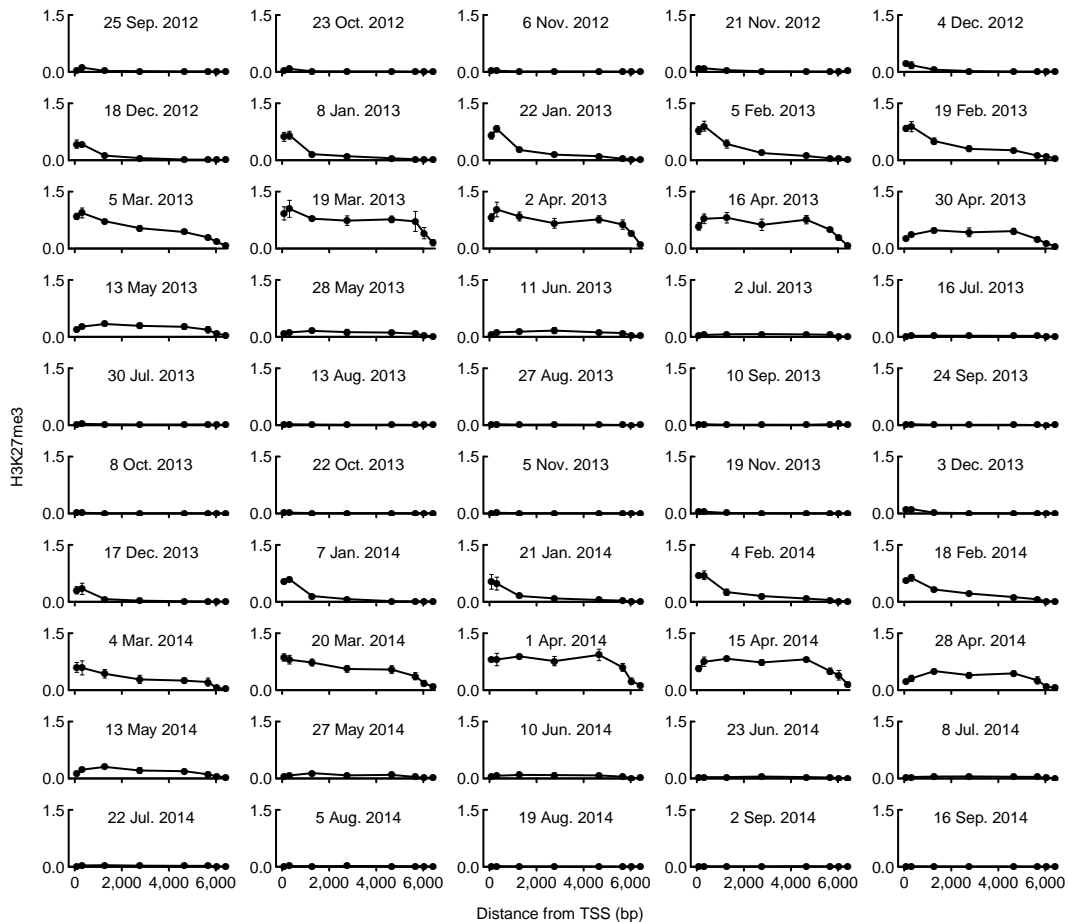 25 Sep. 2012 23 Oct. 2012 6 Nov. 2012 21 Nov. 2012 4 Dec. 2012
1.5 1.5 1.5 1.5 1.5
0.0 0.0 0.0 0.0 0.0
18 Dec. 2012 8 Jan. 2013 22 Jan. 2013 5 Feb. 2013 19 Feb. 2013
1.5 1.5 1.5 1.5 1.5
0.0 0.0 0.0 0.0 0.0
5 Mar. 2013 19 Mar. 2013 2 Apr. 2013 16 Apr. 2013 30 Apr. 2013
1.5 1.5 1.5 1.5 1.5
0.0 0.0 0.0 0.0 0.0
13 May 2013 28 May 2013 11 Jun. 2013 2 Jul. 2013 16 Jul. 2013
1.5 1.5 1.5 1.5 1.5
0.0 0.0 0.0 0.0 0.0
30 Jul. 2013 13 Aug. 2013 27 Aug. 2013 10 Sep. 2013 24 Sep. 2013
1.5 1.5 1.5 1.5 1.5
0.0 0.0 0.0 0.0 0.0
H3K27me3
8 Oct. 2013 22 Oct. 2013 5 Nov. 2013 19 Nov. 2013 3 Dec. 2013
1.5 1.5 1.5 1.5 1.5
0.0 0.0 0.0 0.0 0.0
17 Dec. 2013 7 Jan. 2014 21 Jan. 2014 4 Feb. 2014 18 Feb. 2014
1.5 1.5 1.5 1.5 1.5
0.0 0.0 0.0 0.0 0.0
4 Mar. 2014 20 Mar. 2014 1 Apr. 2014 15 Apr. 2014 28 Apr. 2014
1.5 1.5 1.5 1.5 1.5
0.0 0.0 0.0 0.0 0.0
13 May 2014 27 May 2014 10 Jun. 2014 23 Jun. 2014 8 Jul. 2014
1.5 1.5 1.5 1.5 1.5
0.0 0.0 0.0 0.0 0.0
22 Jul. 2014 5 Aug. 2014 19 Aug. 2014 2 Sep. 2014 16 Sep. 2014
1.5 1.5 1.5 1.5 1.5
0.0 0.0 0.0 0.0 0.0
0 2,000 4,000 6,000 0 2,000 4,000 6,000 0 2,000 4,000 6,000 0 2,000 4,000 6,000 0 2,000 4,000 6,000
Distance from TSS (bp)